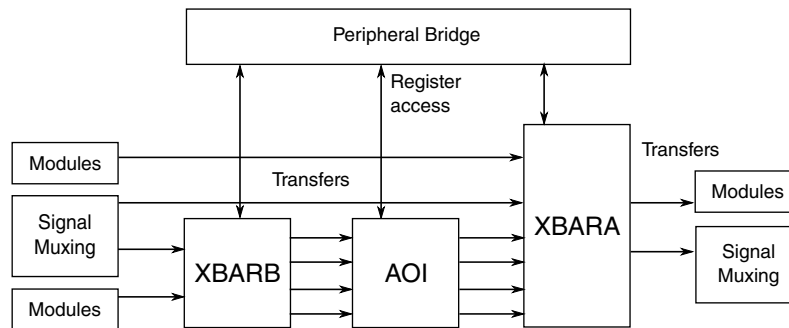 Peripheral Bridge
Register
access
Modules
Transfers
Transfers
Modules
Signal
Muxing
XBARB
AOI
XBARA
Signal
Muxing
Modules